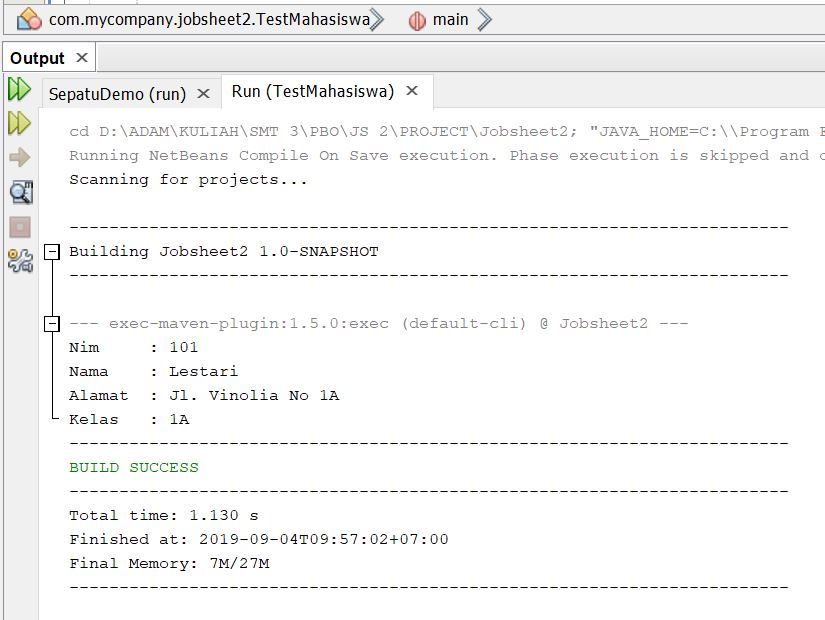 com.mycompany.jobsheet2.TestMahasiswa main
Output
SepatuDemo (run) Run (TestMahasiswa)
cd D:\ADAM\KULIAH\SMT 3\PBO\JS 2\PROJECT\Jobsheet2; "JAVA_HOME=C:\\Program
Running NetBeans Compile On Save execution. Phase execution is skipped and
Scanning for projects...
------------------------------------------------------------------------
Building Jobsheet2 1.0-SNAPSHOT
------------------------------------------------------------------------
--- exec-maven-plugin:1.5.0:exec (default-cli) @ Jobsheet2 ---
Nim : 101
Nama : Lestari
Alamat : Jl. Vinolia No 1A
Kelas : 1A
------------------------------------------------------------------------
BUILD SUCCESS
------------------------------------------------------------------------
Total time: 1.130 s
Finished at: 2019-09-04T09:57:02+07:00
Final Memory: 7M/27M
------------------------------------------------------------------------